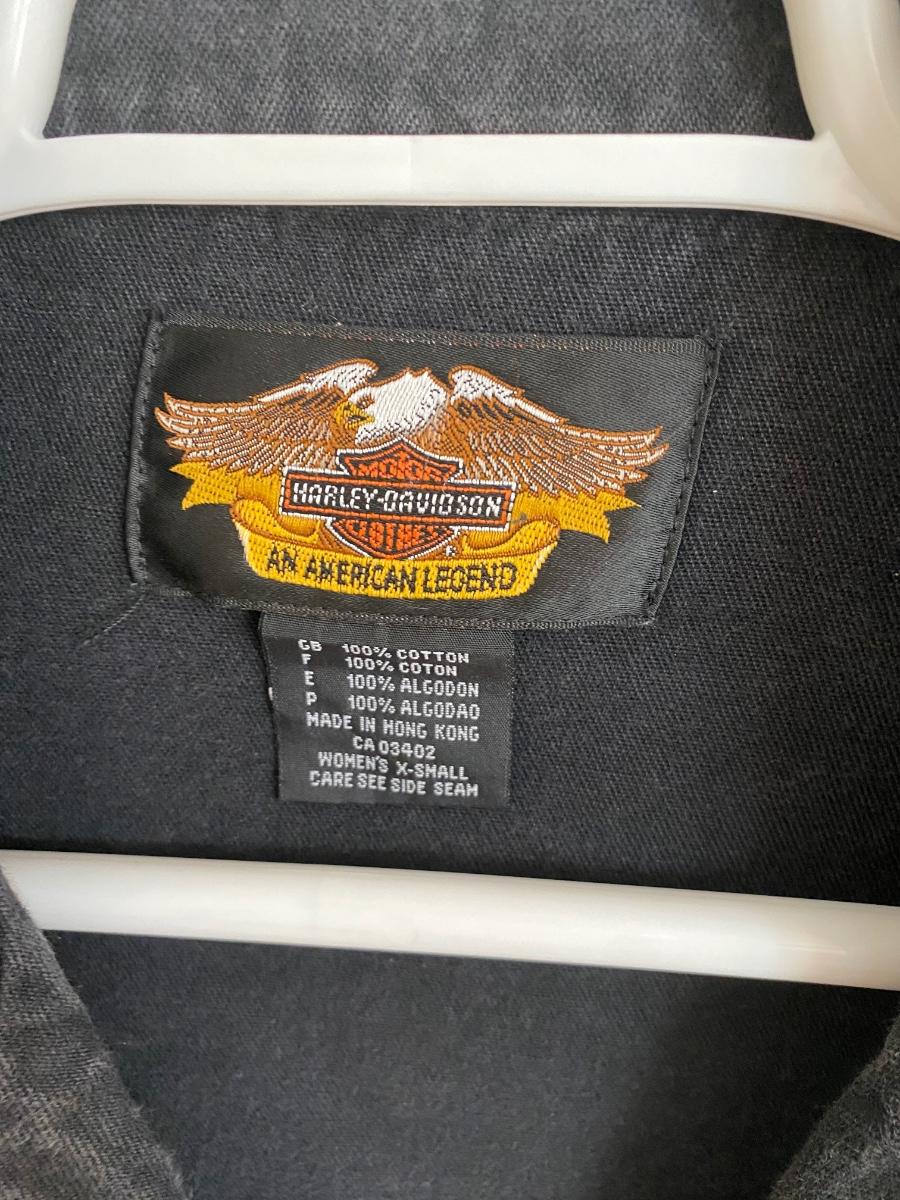 MOTOR
HARLEY-DAVIDSON
AN AMERICAN LEGEND
GB 100% COTTON
F 100% COTON
E 100% ALGODON
P 100% ALGODAO
MADE IN HONG KONG
CA 03402
WOMEN'S X-SMALL
CARE SEE SIDE SEAM